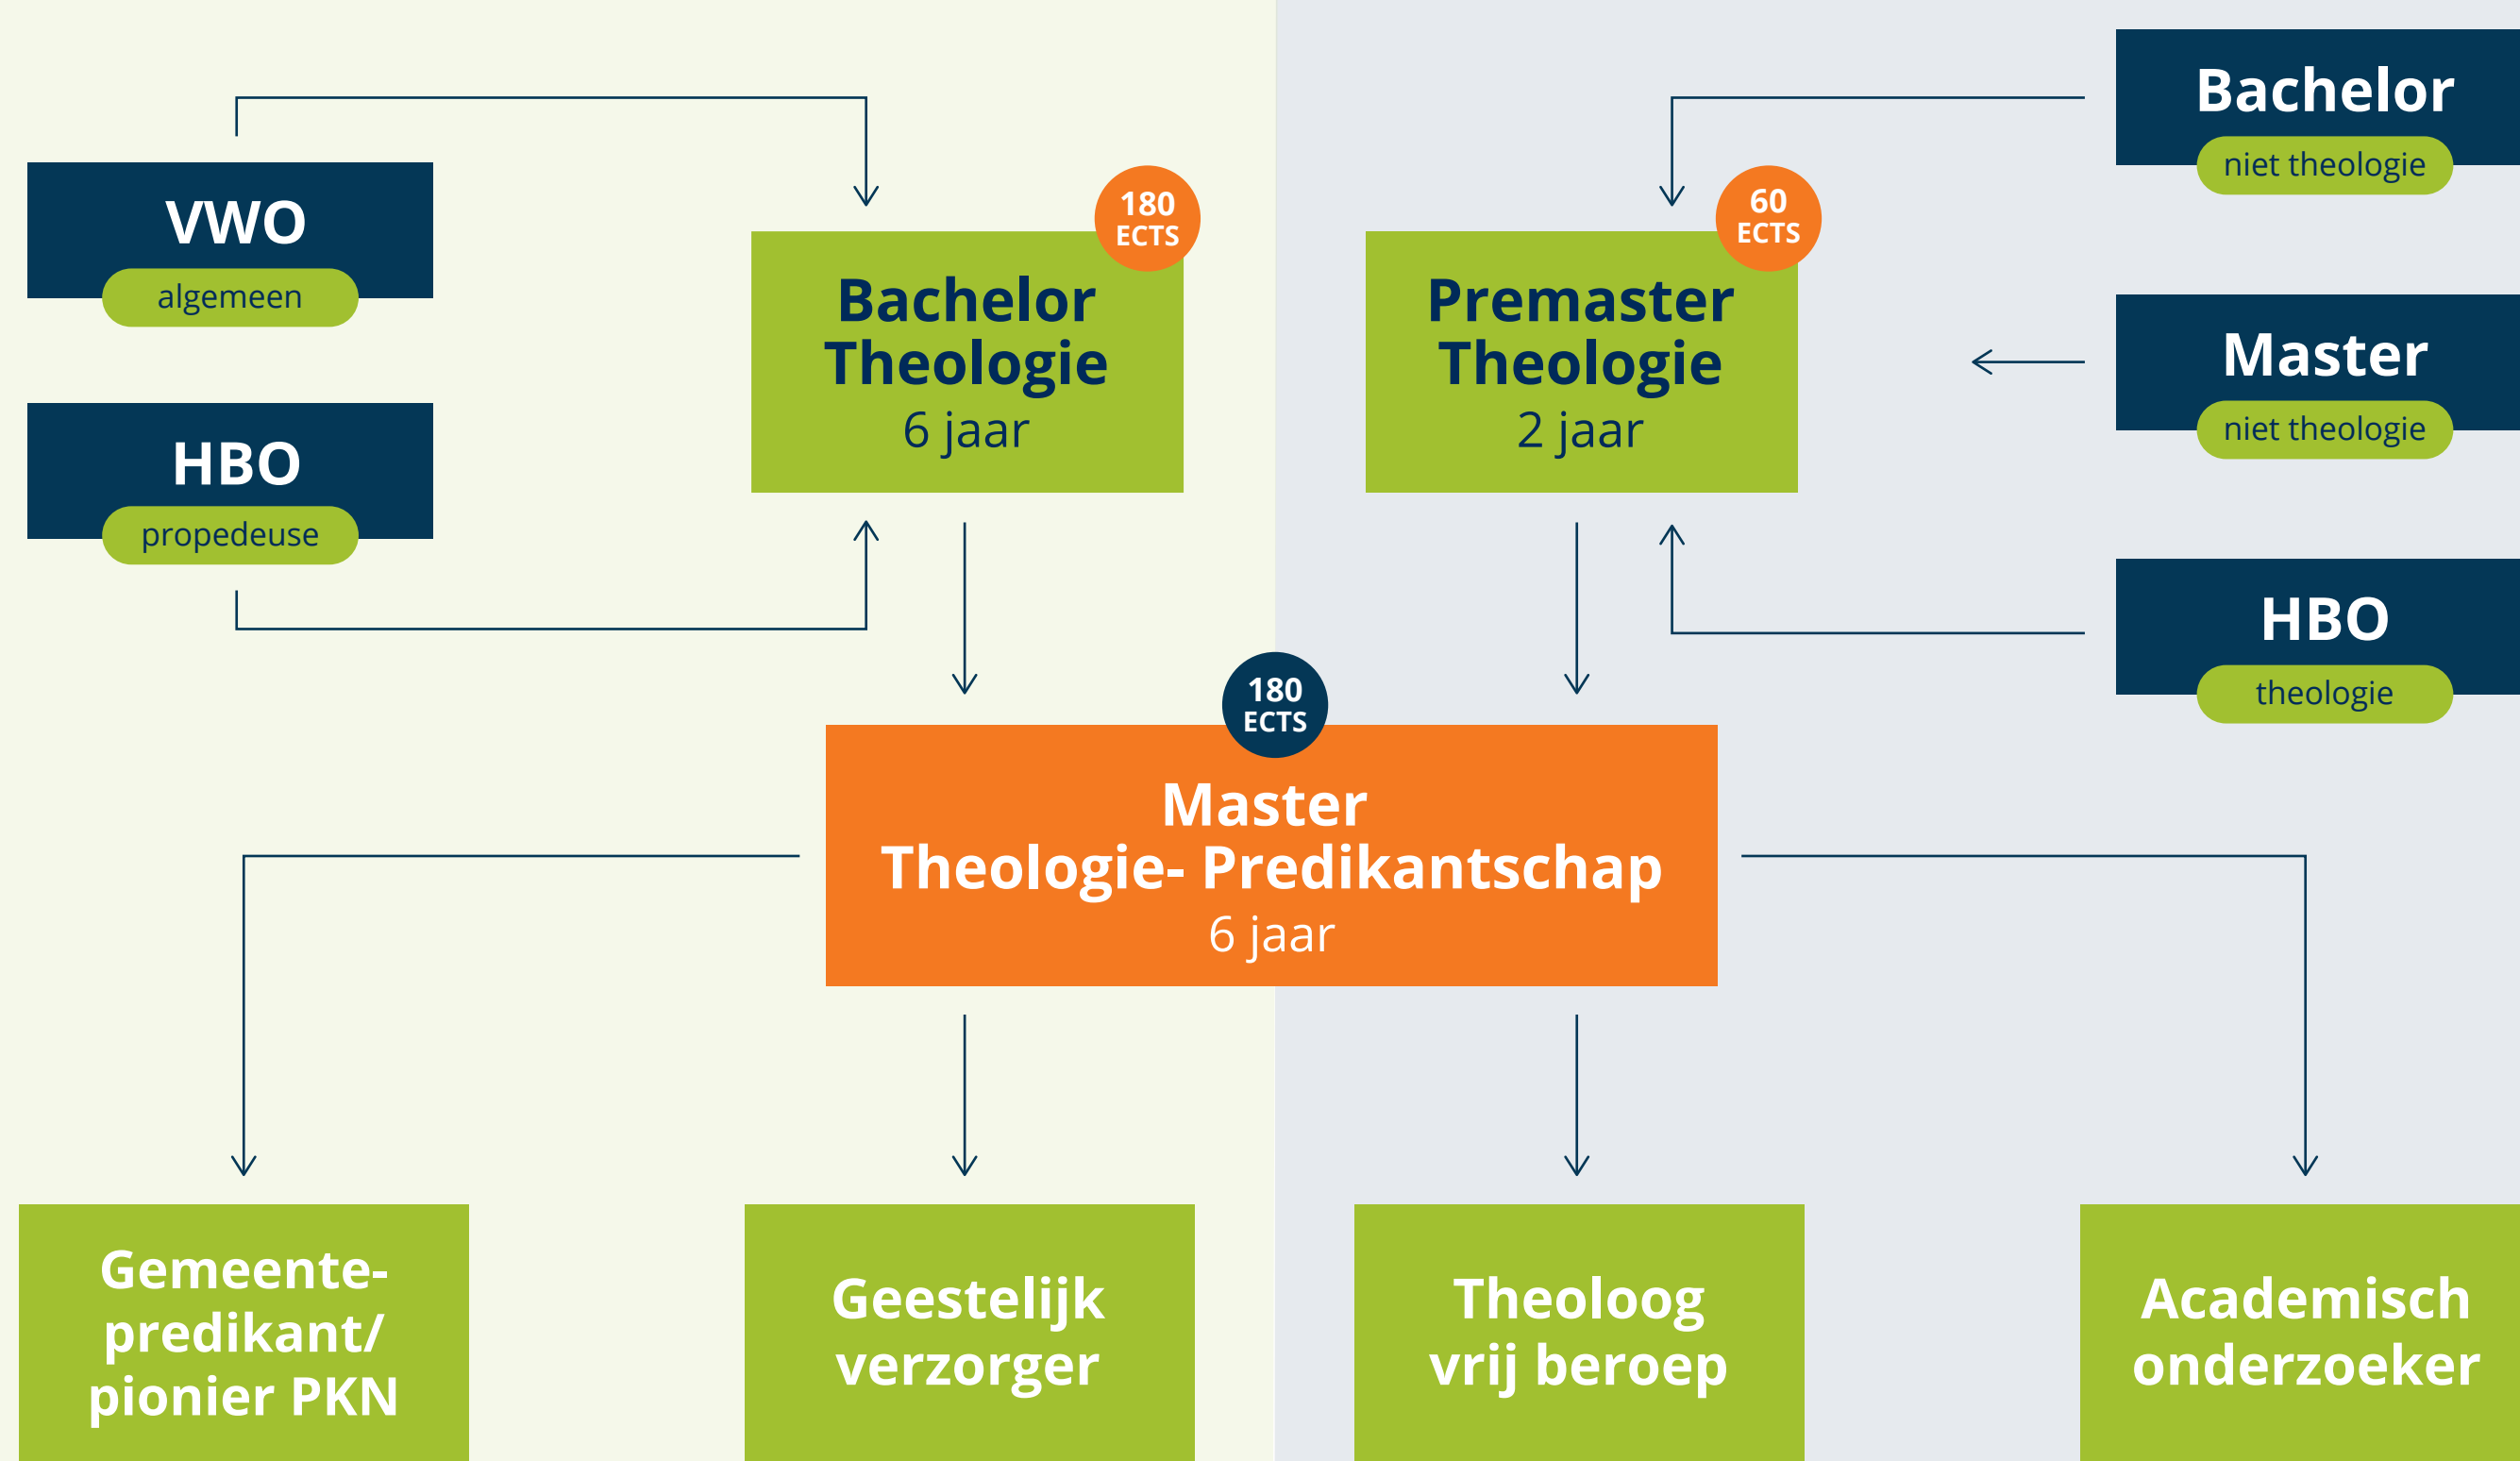 VWO
algemeen
HBO
propedeuse
180
ECTS
Bachelor
Theologie
6 jaar
60
ECTS
Premaster
Theologie
2 jaar
Bachelor
niet theologie
Master
niet theologie
HBO
theologie
180
ECTS
Master
Theologie- Predikantschap
6 jaar
Gemeente-
predikant/
pionier PKN
Geestelijk
verzorger
Theoloog
vrij beroep
Academisch
onderzoeker